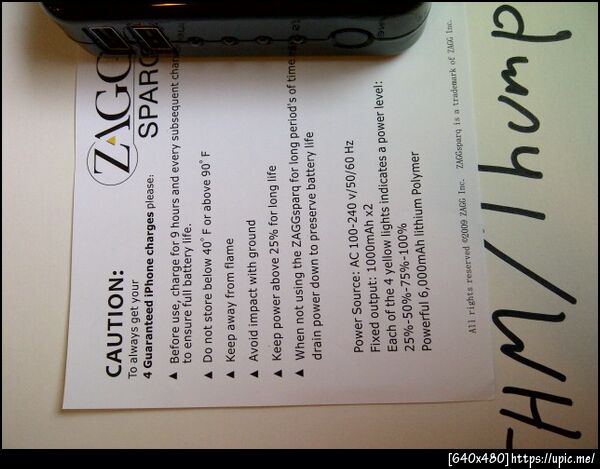 ZAGG
SPARQ
CAUTION:
To always get your
4 Guaranteed iPhone charges please:
▲ Before use, charge for 9 hours and every subsequent
to ensure full battery life.
▲ Do not store below 40° F or above 90° F
▲ Keep away from flame
▲ Avoid impact with ground
▲ Keep power above 25% for long life
▲ When not using the ZAGGsparq for long period's of time
drain power down to preserve battery life
Power Source: AC 100-240 v/50/60 Hz
Fixed output: 1000mAh x2
Each of the 4 yellow lights indicates a power level:
25%-50%-75%-100%
Powerful 6,000mAh lithium Polymer
All rights reserved ©2009 ZAGG Inc. ZAGGsparq is a trademark of ZAGG Inc.
FHM/Thump
[640x480]https://upic.me/